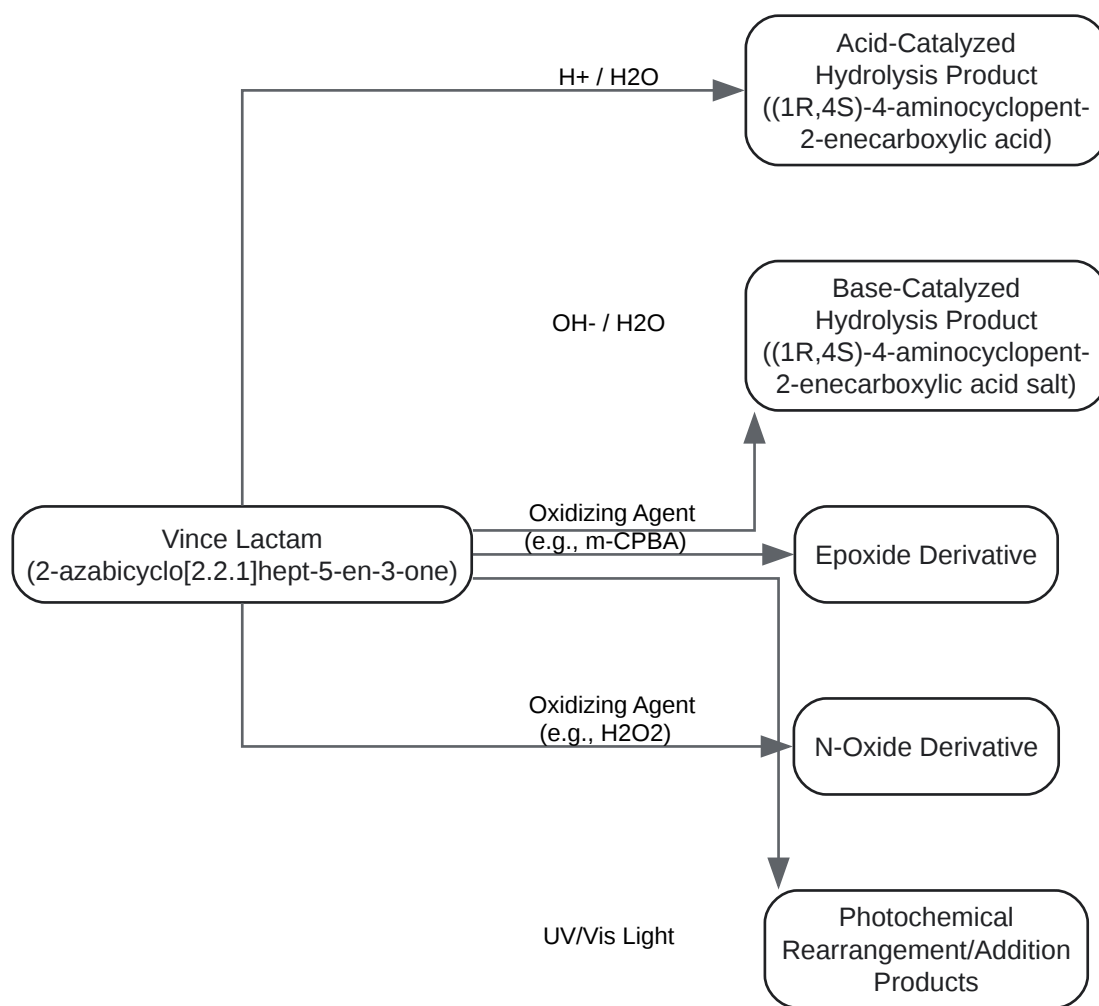 Acid-Catalyzed
Hydrolysis Product
((1R,4S)-4-aminocyclopent-
2-enecarboxylic acid)
H+ / H2O
Base-Catalyzed
Hydrolysis Product
((1R,4S)-4-aminocyclopent-
2-enecarboxylic acid salt)
OH- / H2O
Vince Lactam
(2-azabicyclo[2.2.1]hept-5-en-3-one)
Oxidizing Agent
(e.g., m-CPBA)
Epoxide Derivative
Oxidizing Agent
(e.g., H2O2)
N-Oxide Derivative
UV/Vis Light
Photochemical
Rearrangement/Addition
Products